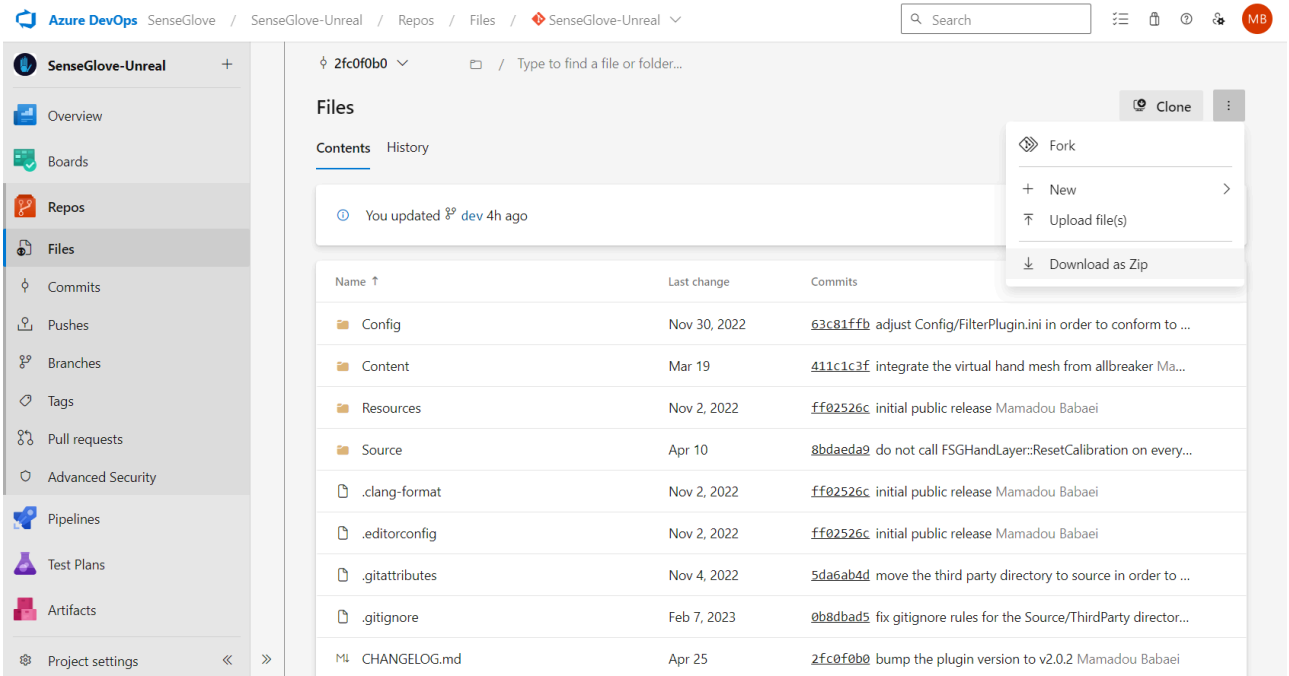 Azure DevOps SenseGlove / SenseGlove-Unreal / Repos / Files / SenseGlove-Unreal
Search
MB
SenseGlove-Unreal
Overview
Boards
Repos
Files
Commits
Pushes
Branches
Tags
Pull requests
Advanced Security
Pipelines
Test Plans
Artifacts
Project settings
2fc0f0b0
/ Type to find a file or folder...
Files
Clone
Fork
New
Upload file(s)
Download as Zip
Contents History
You updated dev 4h ago
Name ↑ Last change Commits
Config Nov 30, 2022 63c81ffb adjust Config/FilterPlugin.ini in order to conform to ...
Content Mar 19 411c1c3f integrate the virtual hand mesh from allbreaker Ma...
Resources Nov 2, 2022 ff02526c initial public release Mamadou Babaei
Source Apr 10 8bdaeda9 do not call FSGHandLayer::ResetCalibration on every...
.clang-format Nov 2, 2022 ff02526c initial public release Mamadou Babaei
.editorconfig Nov 2, 2022 ff02526c initial public release Mamadou Babaei
.gitattributes Nov 4, 2022 5da6ab4d move the third party directory to source in order to ...
.gitignore Feb 7, 2023 0b8dbad5 fix gitignore rules for the Source/ThirdParty director...
M↓ CHANGELOG.md Apr 25 2fc0f0b0 bump the plugin version to v2.0.2 Mamadou Babaei